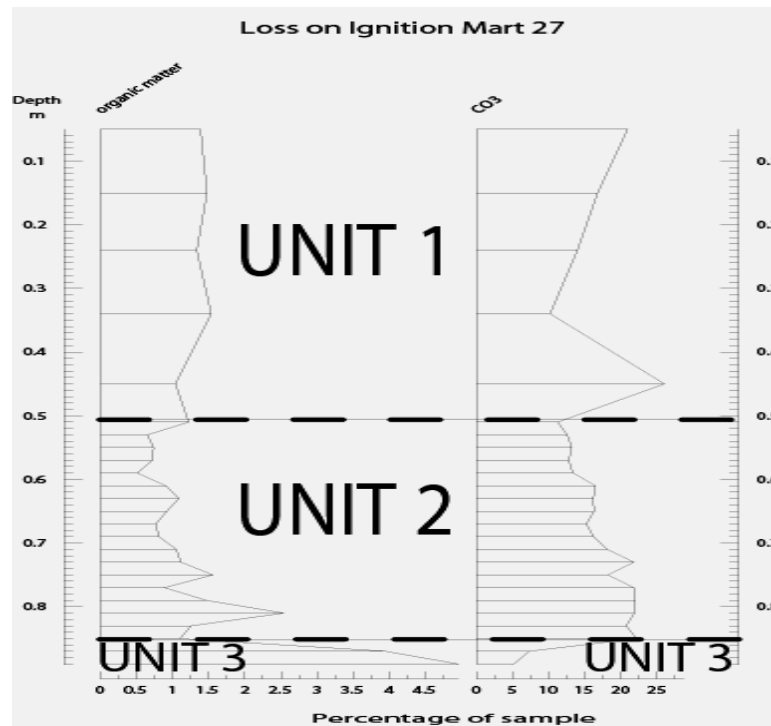 Loss on Ignition Mart 27
organic matter
CO3
Depth
m
0.1
0.2
0.3
0.4
0.5
0.6
0.7
0.8
UNIT 1
UNIT 2
UNIT 3
UNIT 3
0 0.5 1 1.5 2 2.5 3 3.5 4 4.5 0 5 10 15 20 25
Percentage of sample